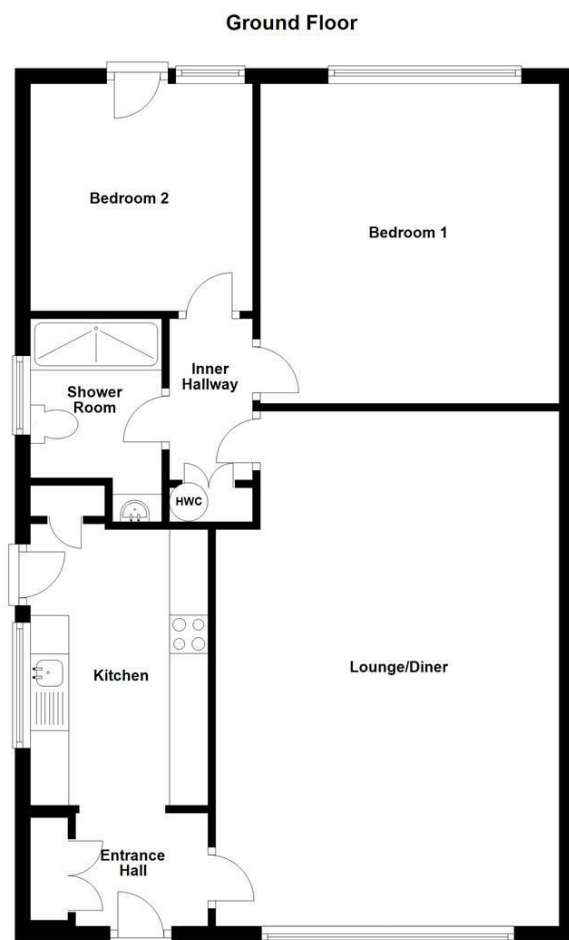 Ground Floor
Bedroom 2
Bedroom 1
Inner
Hallway
Shower
Room
HWC
Kitchen
Lounge/Diner
Entrance
Hall